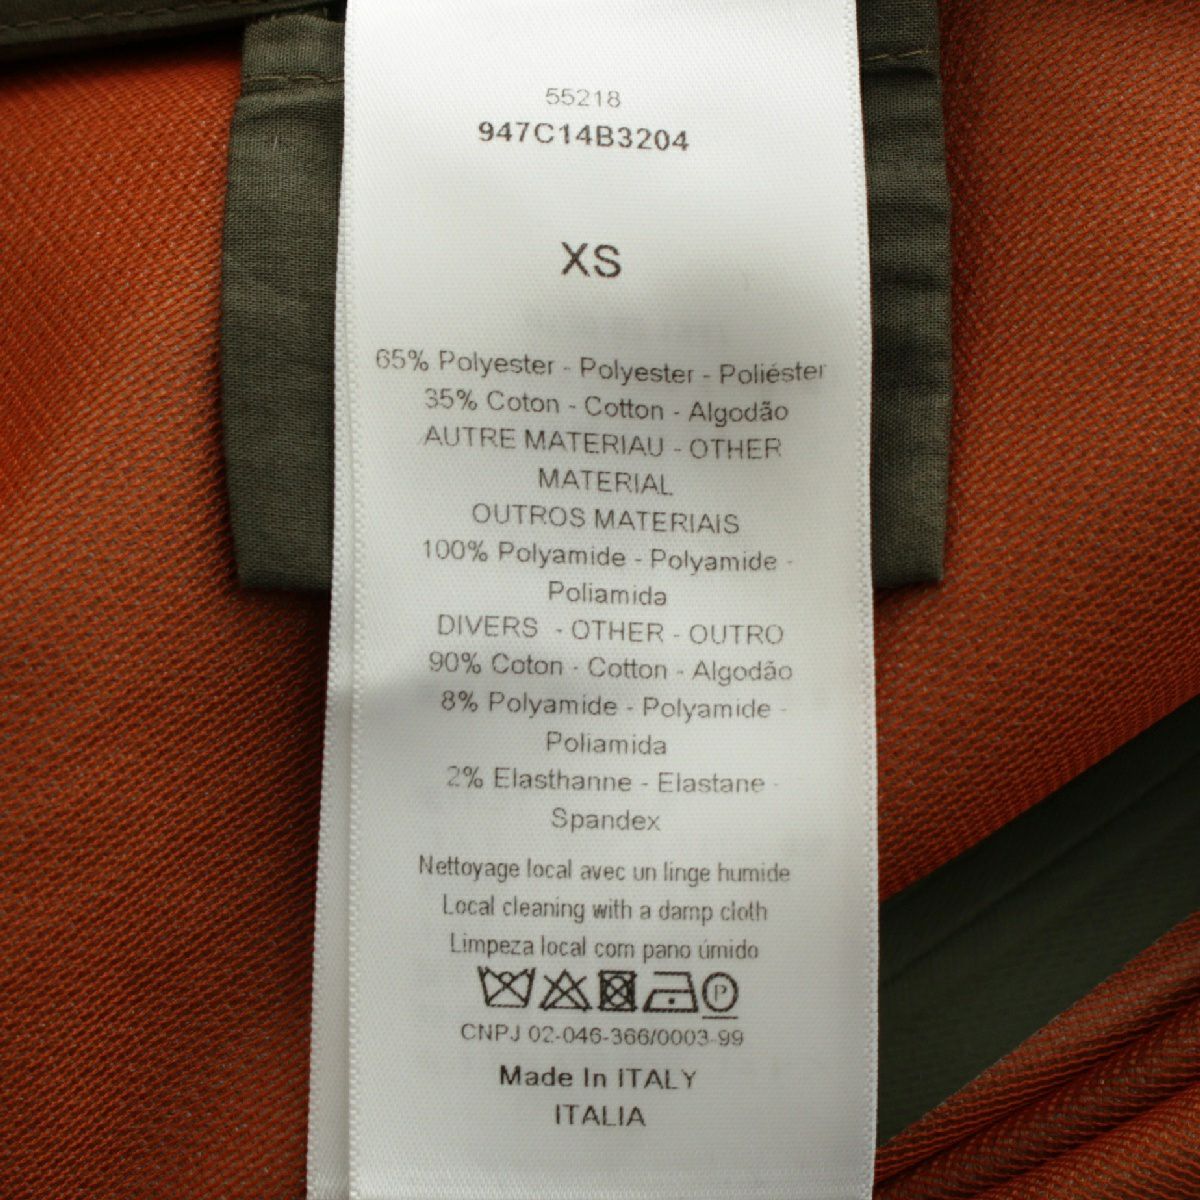 55218
947C14B3204
XS
65% Polyester - Polyester - Poliéster
35% Coton - Cotton - Algodão
AUTRE MATERIAU - OTHER
MATERIAL
OUTROS MATERIAIS
100% Polyamide - Polyamide -
Poliamida
DIVERS - OTHER - OUTRO
90% Coton - Cotton - Algodão
8% Polyamide - Polyamide -
Poliamida
2% Elasthanne - Elastane -
Spandex
Nettoyage local avec un linge humide
Local cleaning with a damp cloth
Limpeza local com pano úmido
P
CNPJ 02-046-366/0003-99
Made In ITALY
ITALIA